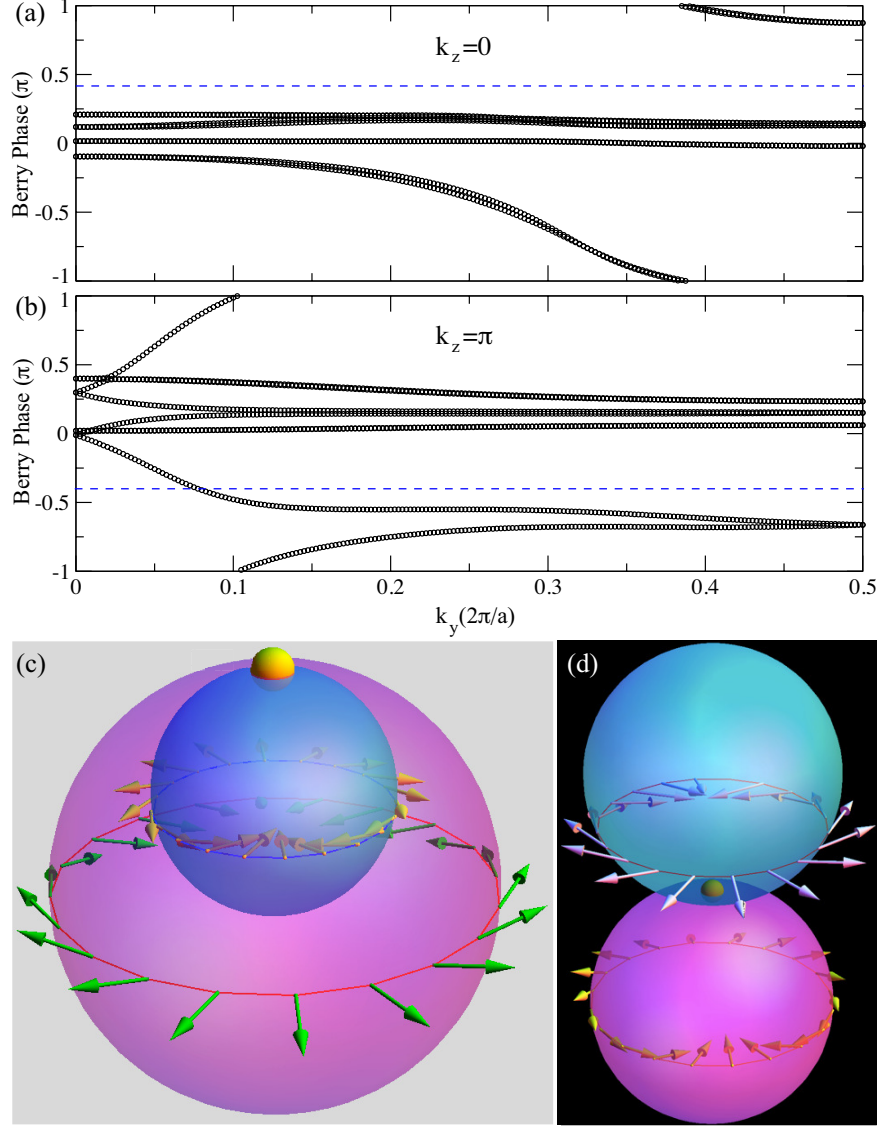 (a)
1
k_z=0
0.5
Berry Phase (π)
0
-0.5
-1
(b)
1
k_z=π
0.5
Berry Phase (π)
0
-0.5
-1
0 0.1 0.2 0.3 0.4 0.5
k_y(2π/a)
(c)
(d)